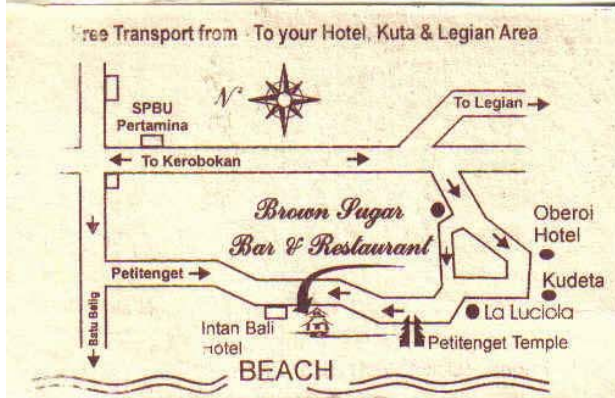 ree Transport from - To your Hotel, Kuta & Legian Area
N
SPBU
Pertamina
To Legian
To Kerobokan
Brown Sugar
Bar & Restaurant
Oberoi
Hotel
Petitenget
Kudeta
La Luciola
Batu Belig
Intan Bali
Hotel
Petitenget Temple
BEACH